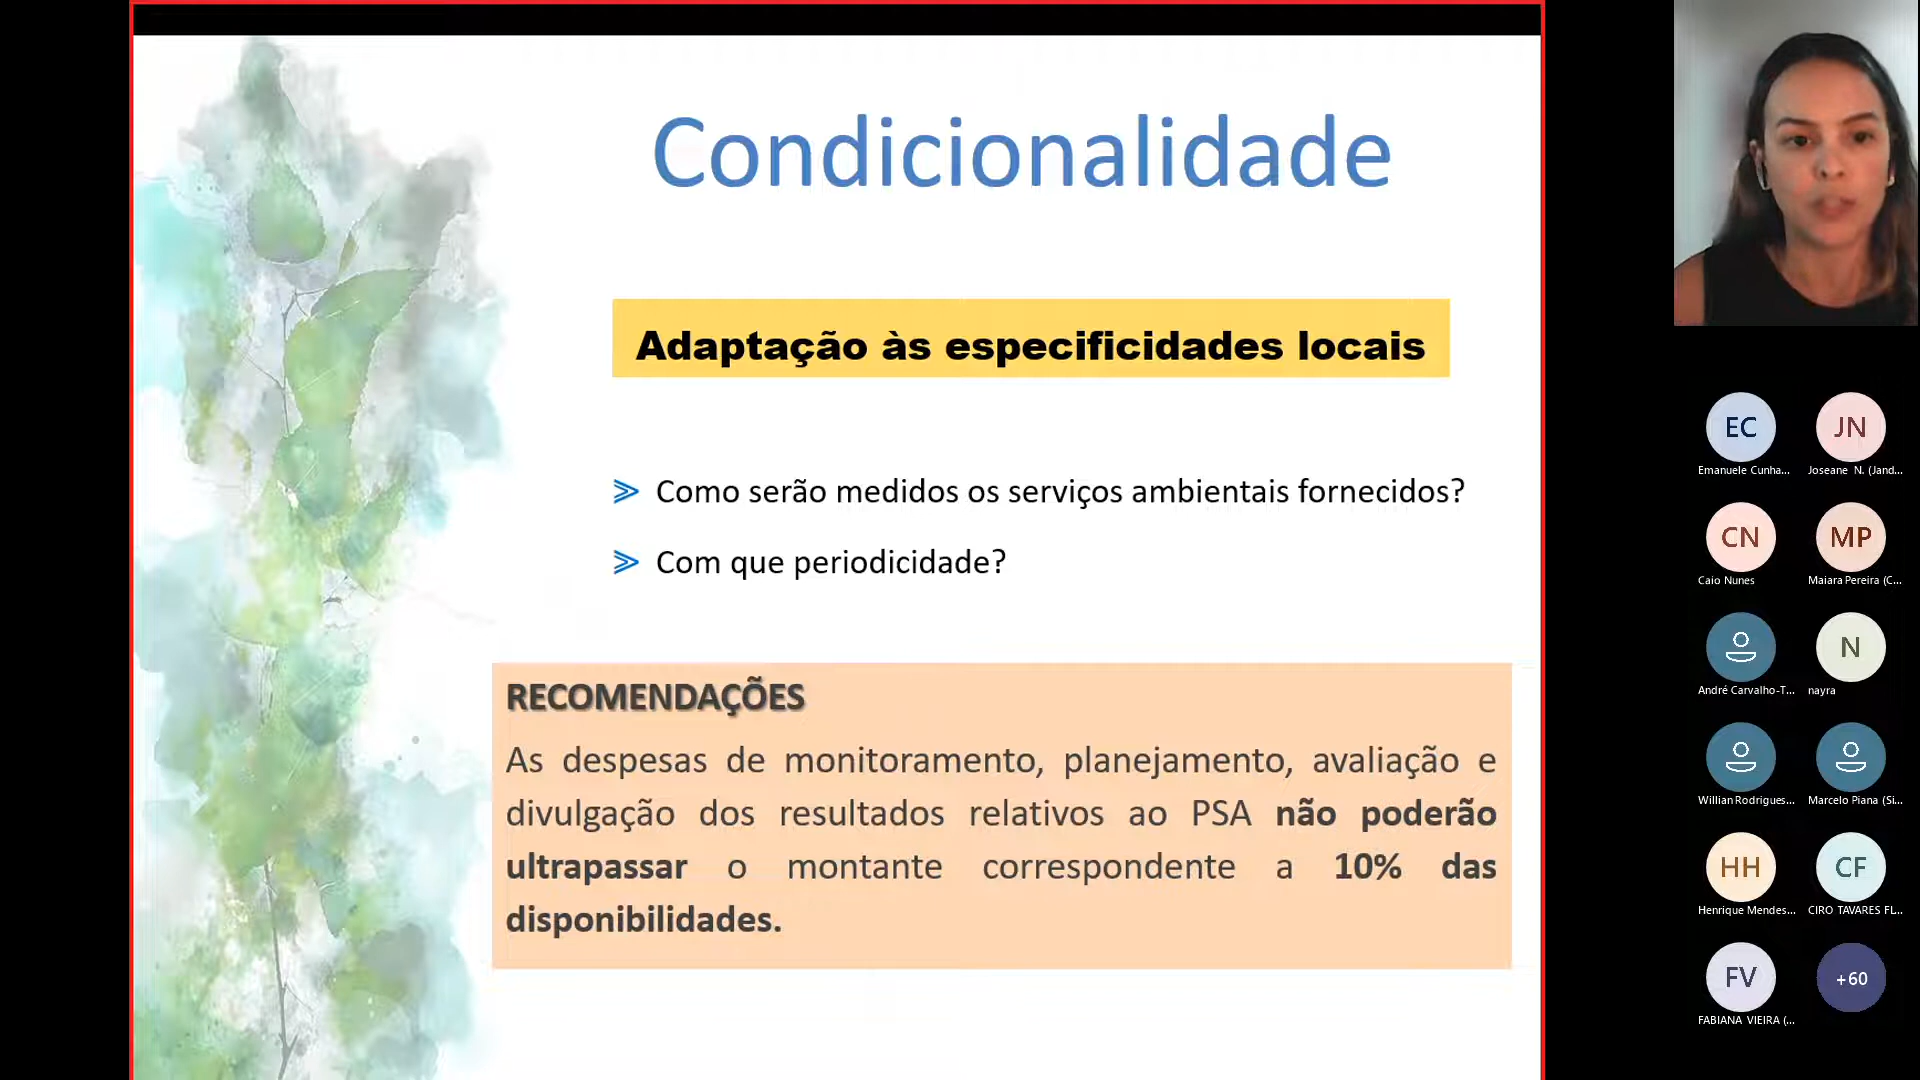 Condicionalidade
Adaptação às especificidades locais
Como serão medidos os serviços ambientais fornecidos?
Com que periodicidade?
RECOMENDAÇÕES
As despesas de monitoramento, planejamento, avaliação e
divulgação dos resultados relativos ao PSA não poderão
ultrapassar o montante correspondente a 10% das
disponibilidades.
EC
JN
Emanuele Cunha...
Joseane N. (Jand...
CN
MP
Caio Nunes
Maiara Pereira (C...
N
André Carvalho-T...
nayra
Willian Rodrigues...
Marcelo Piana (Si...
HH
CF
Henrique Mendes...
CIRO TAVARES FL...
FV
+60
FABIANA VIEIRA (...